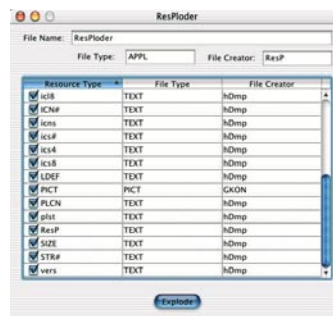 ResPloder
File Name: ResPloder
File Type: APPL File Creator: ResP
Resource Type File Type File Creator
icl8 TEXT hDmp
ICN# TEXT hDmp
icns TEXT hDmp
ics# TEXT hDmp
ics4 TEXT hDmp
ics8 TEXT hDmp
LDEF TEXT hDmp
PICT PICT GKON
PLCN TEXT hDmp
plst TEXT hDmp
ResP TEXT hDmp
SIZE TEXT hDmp
STR# TEXT hDmp
vers TEXT hDmp
Explode